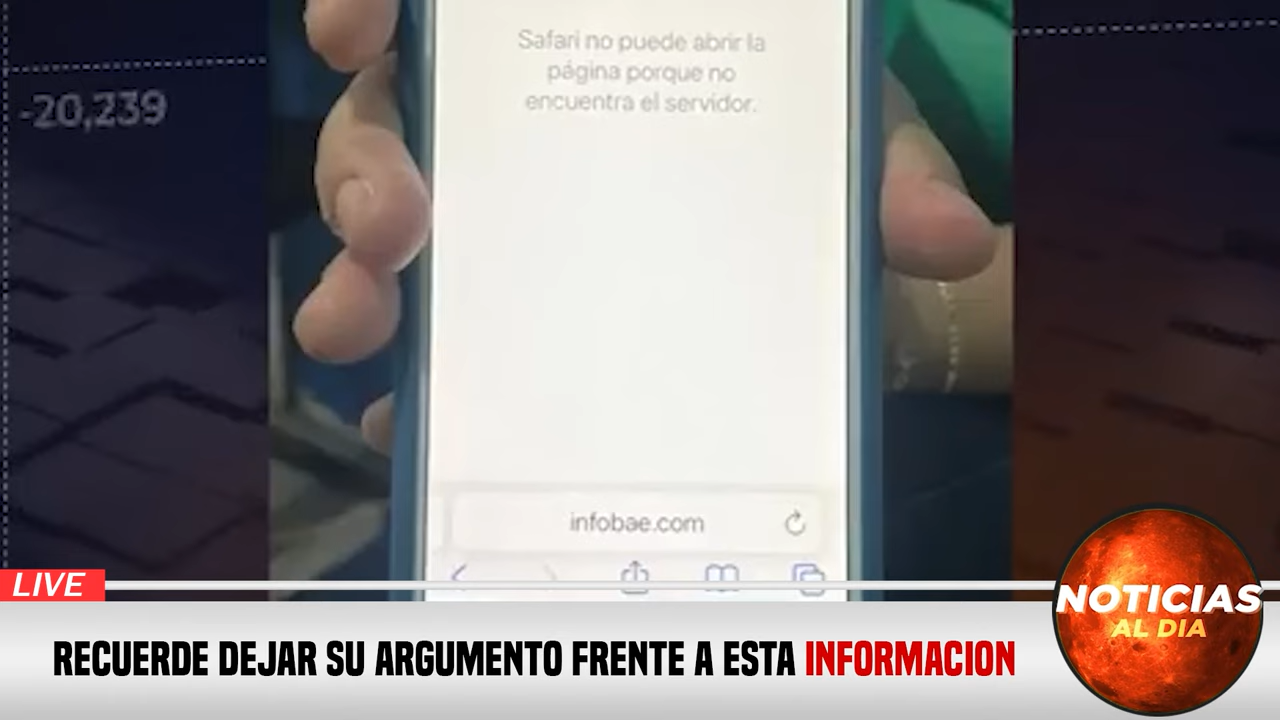 Safari no puede abrir la
página porque no
encuentra el servidor.
-20,239
infobae.com
LIVE
NOTICIAS
AL DIA
RECUERDE DEJAR SU ARGUMENTO FRENTE A ESTA INFORMACION